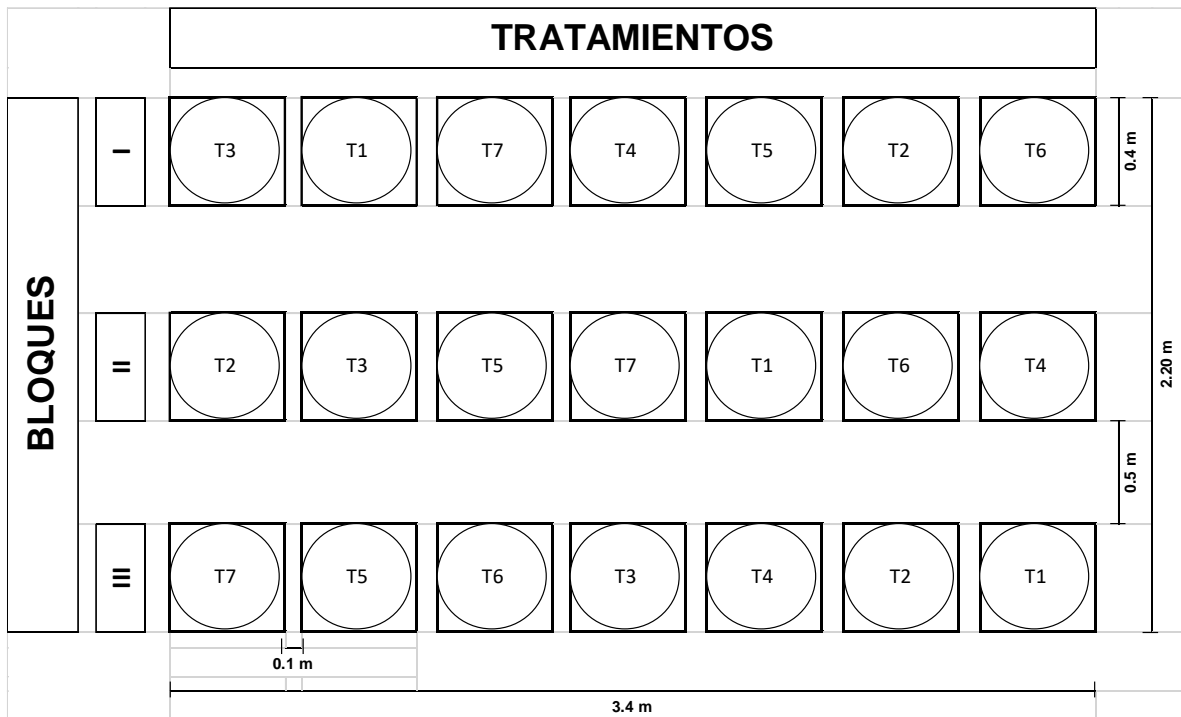 TRATAMIENTOS
BLOQUES
I
T3 T1 T7 T4 T5 T2 T6
0.4 m
II
T2 T3 T5 T7 T1 T6 T4
2.20 m
0.5 m
III
T7 T5 T6 T3 T4 T2 T1
0.1 m
3.4 m